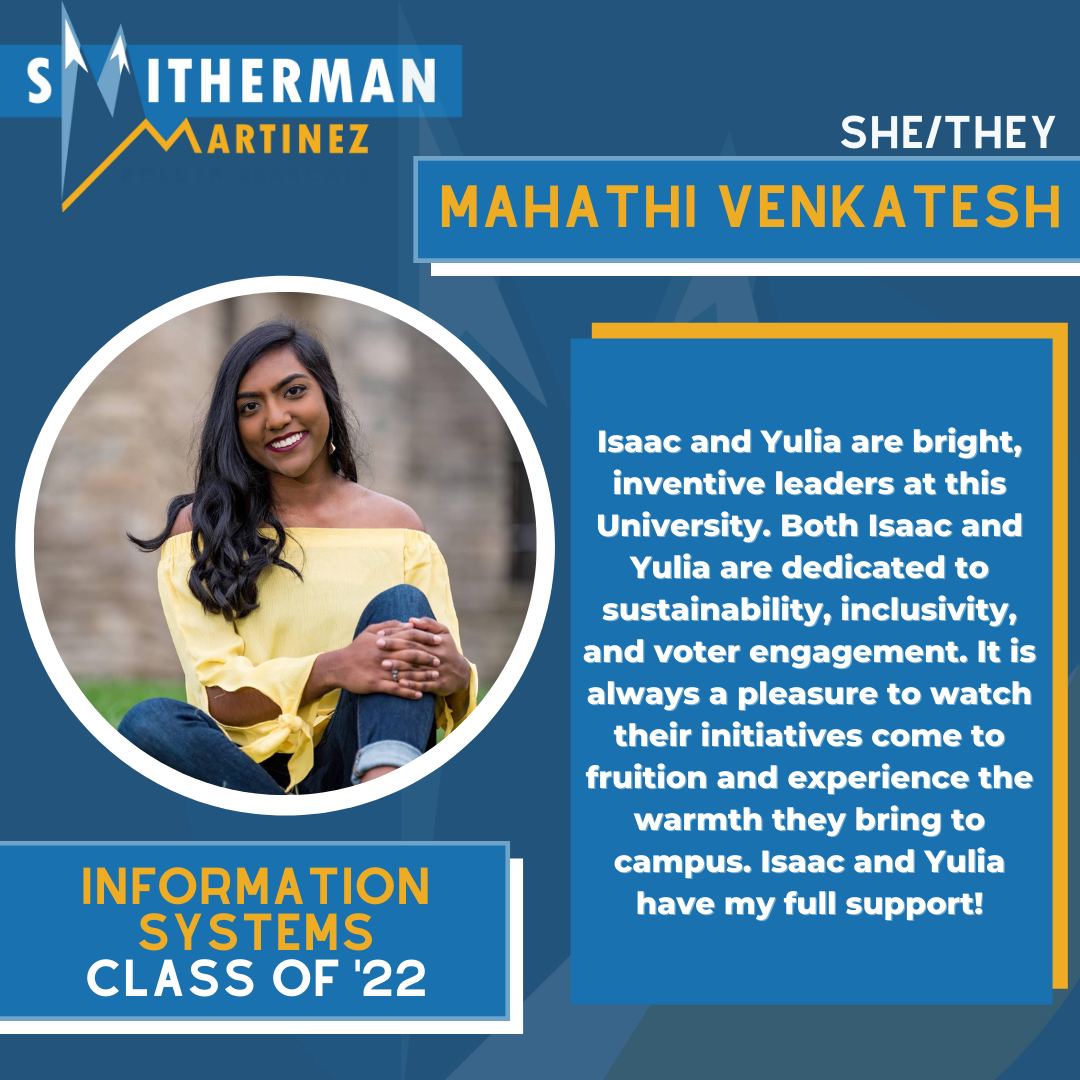 SMITHERMAN
MARTINEZ
SHE/THEY
MAHATHI VENKATESH
Isaac and Yulia are bright,
inventive leaders at this
University. Both Isaac and
Yulia are dedicated to
sustainability, inclusivity,
and voter engagement. It is
always a pleasure to watch
their initiatives come to
fruition and experience the
warmth they bring to
campus. Isaac and Yulia
have my full support!
INFORMATION
SYSTEMS
CLASS OF '22